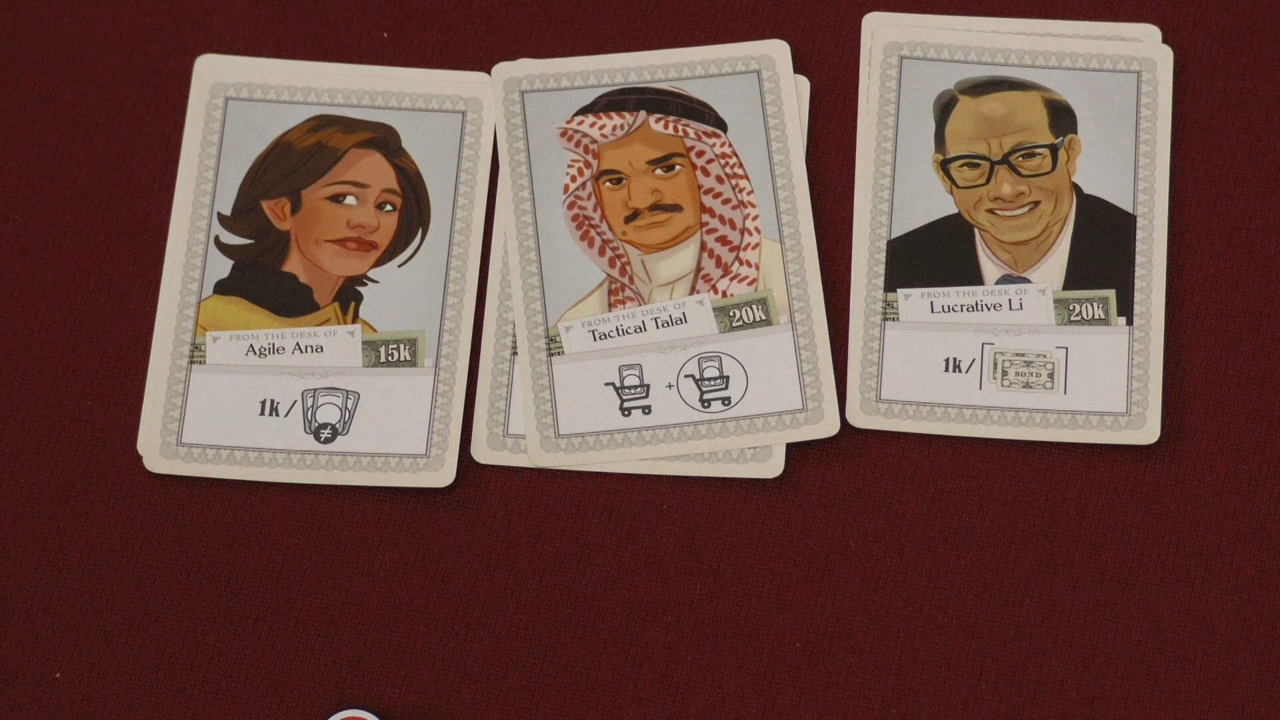 FROM THE DESK OF
Agile Ana
15k
1k/
≠
FROM THE DESK OF
Tactical Talal
20k
+
FROM THE DESK OF
Lucrative Li
20k
1k/
BOND